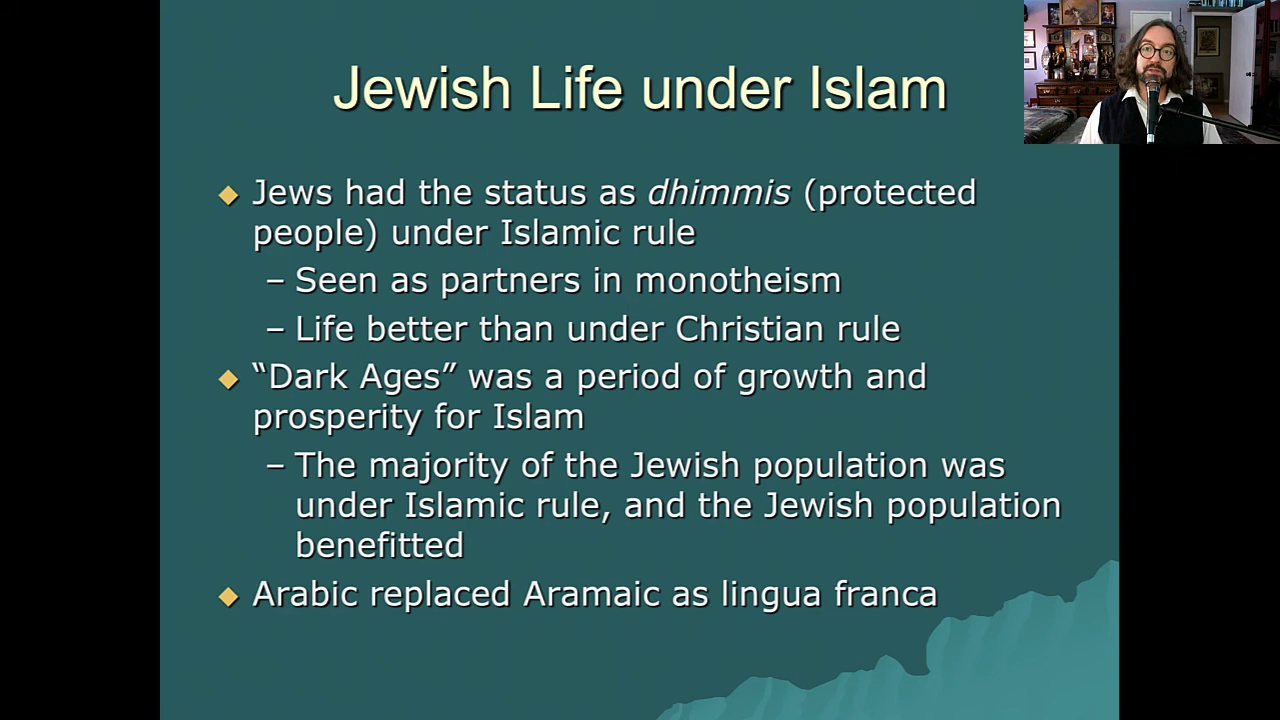 Jewish Life under Islam
◆ Jews had the status as dhimmis (protected
people) under Islamic rule
– Seen as partners in monotheism
– Life better than under Christian rule
◆ “Dark Ages” was a period of growth and
prosperity for Islam
– The majority of the Jewish population was
under Islamic rule, and the Jewish population
benefitted
◆ Arabic replaced Aramaic as lingua franca